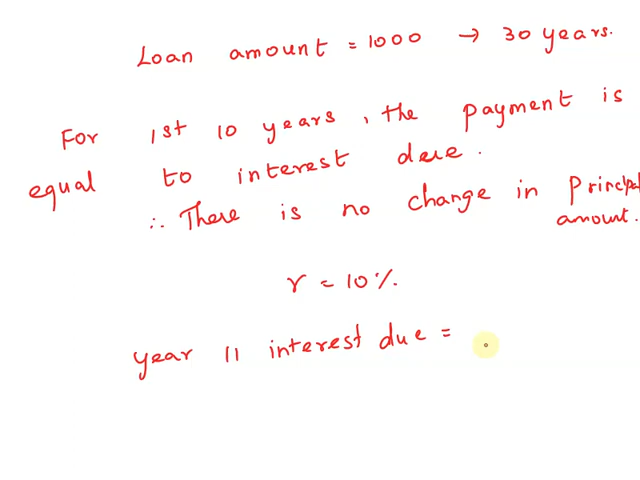 Loan amount = 1000 → 30 years.
For 1st 10 years, the payment is
equal to interest due.
∴ There is no change in Principal
amount.
r = 10%.
year 11 interest due =